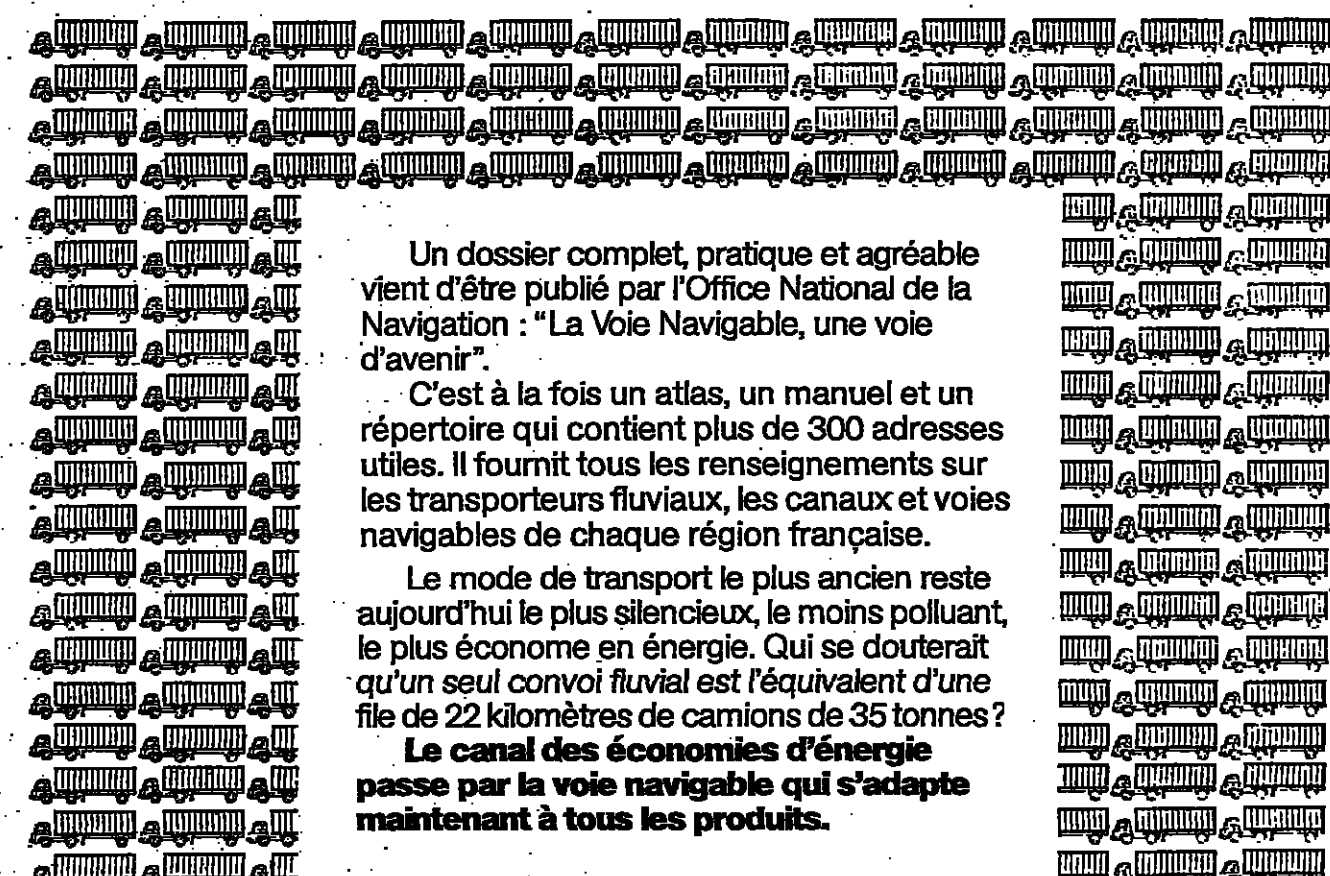 Un dossier complet, pratique et agréable
vient d'être publié par l'Office National de la
Navigation : “La Voie Navigable, une voie
d'avenir”.
C'est à la fois un atlas, un manuel et un
répertoire qui contient plus de 300 adresses
utiles. Il fournit tous les renseignements sur
les transporteurs fluviaux, les canaux et voies
navigables de chaque région française.
Le mode de transport le plus ancien reste
aujourd'hui le plus silencieux, le moins polluant,
le plus économe en énergie. Qui se douterait
qu'un seul convoi fluvial est l'équivalent d'une
file de 22 kilomètres de camions de 35 tonnes ?
Le canal des économies d'énergie
passe par la voie navigable qui s'adapte
maintenant à tous les produits.